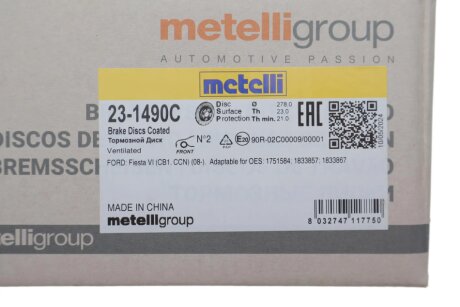 metelligroup
AUTOMOTIVE PASSION
metelli
23-1490C
Brake Discs Coated
Тормозной Диск
Ventilated
Disc Ø 278.0
Surface Th 23.0
Protection Th min. 21.0
EAC
FRONT
N°2
E20 90R-02C00009/00001
FORD: Fiesta VI (CB1, CCN) (08-). Adaptable for OES: 1751584; 1833857; 1833867
MADE IN CHINA
metelligroup
8 032747 117750
DISCOS DE
BREMSSCH
metelligroup